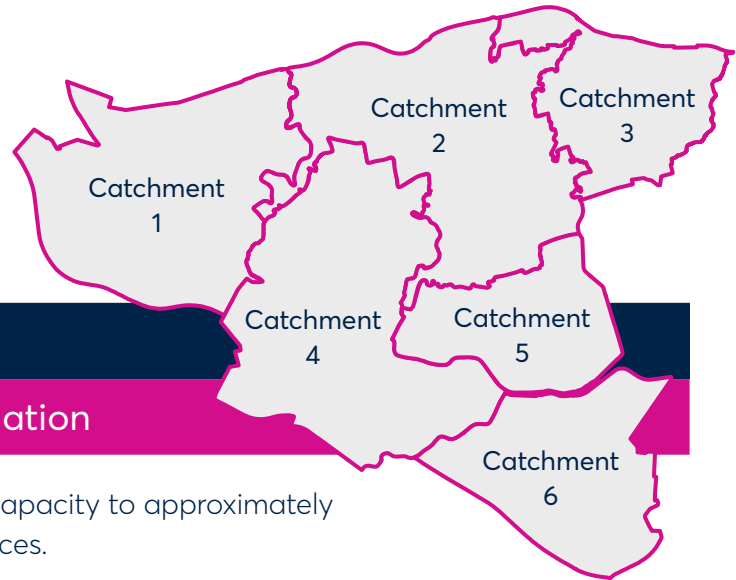 Catchment
1
Catchment
2
Catchment
3
Catchment
4
Catchment
5
Catchment
6
ation
apacity to approximately
ces.